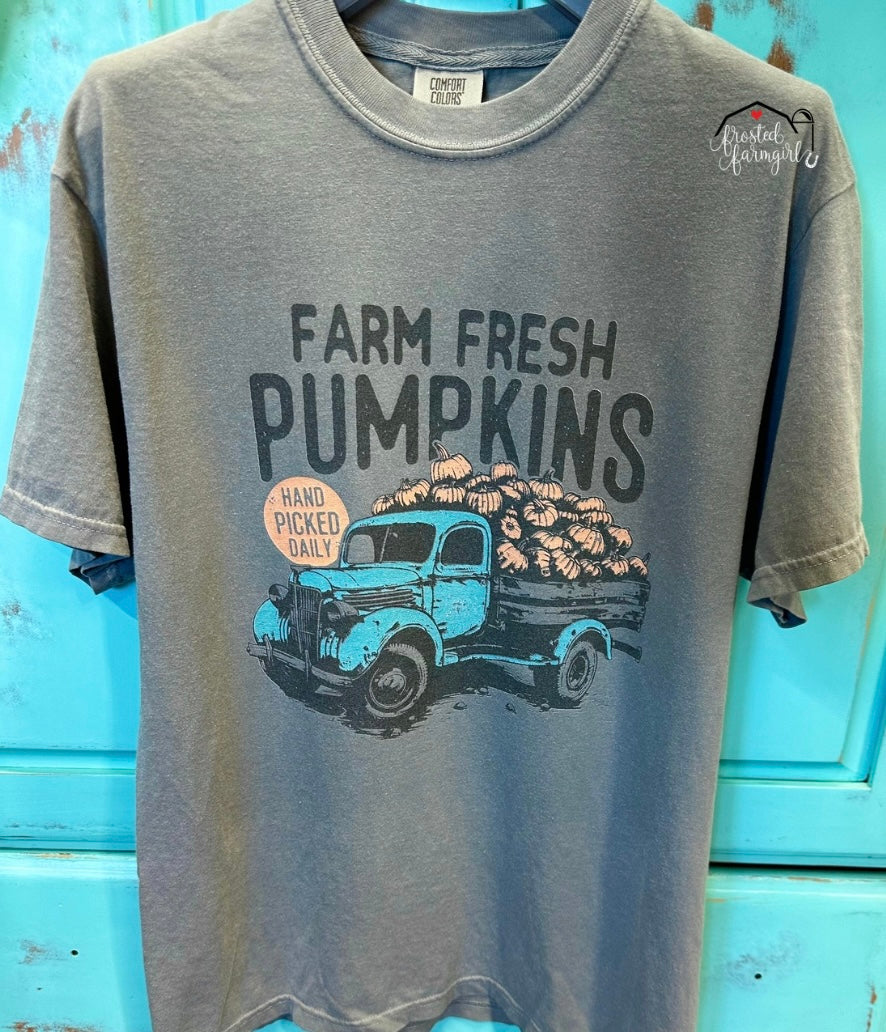 COMFORT
COLORS
frosted
farmgirl
FARM FRESH
PUMPKINS
HAND
PICKED
DAILY